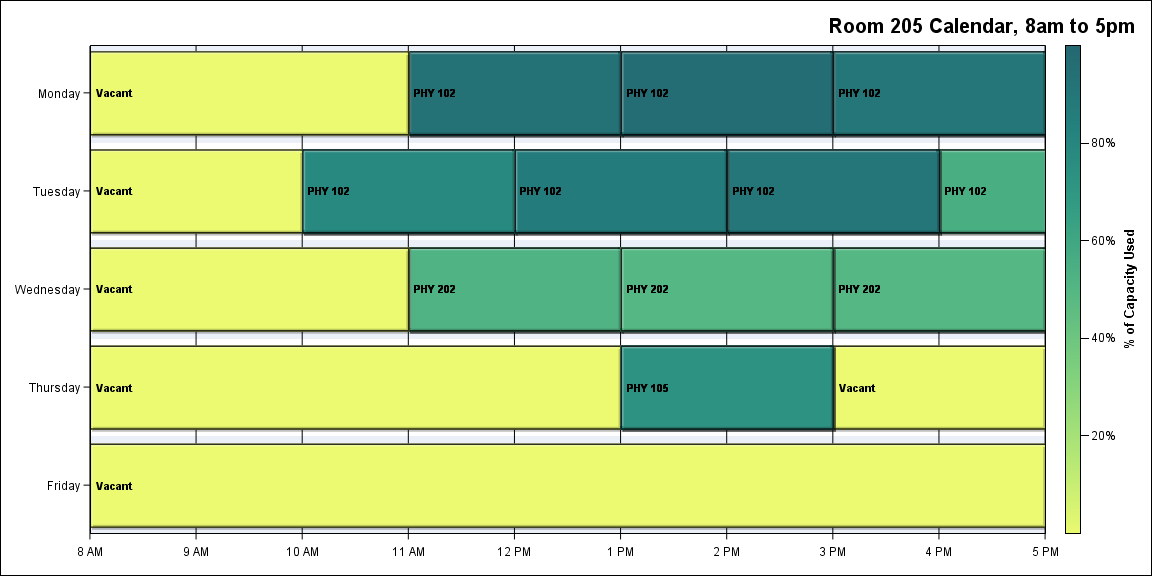 Room 205 Calendar, 8am to 5pm
Monday
Vacant
PHY 102
PHY 102
PHY 102
Tuesday
Vacant
PHY 102
PHY 102
PHY 102
PHY 102
Wednesday
Vacant
PHY 202
PHY 202
PHY 202
Thursday
Vacant
PHY 105
Vacant
Friday
Vacant
8 AM
9 AM
10 AM
11 AM
12 PM
1 PM
2 PM
3 PM
4 PM
5 PM
80%
60%
40%
20%
% of Capacity Used